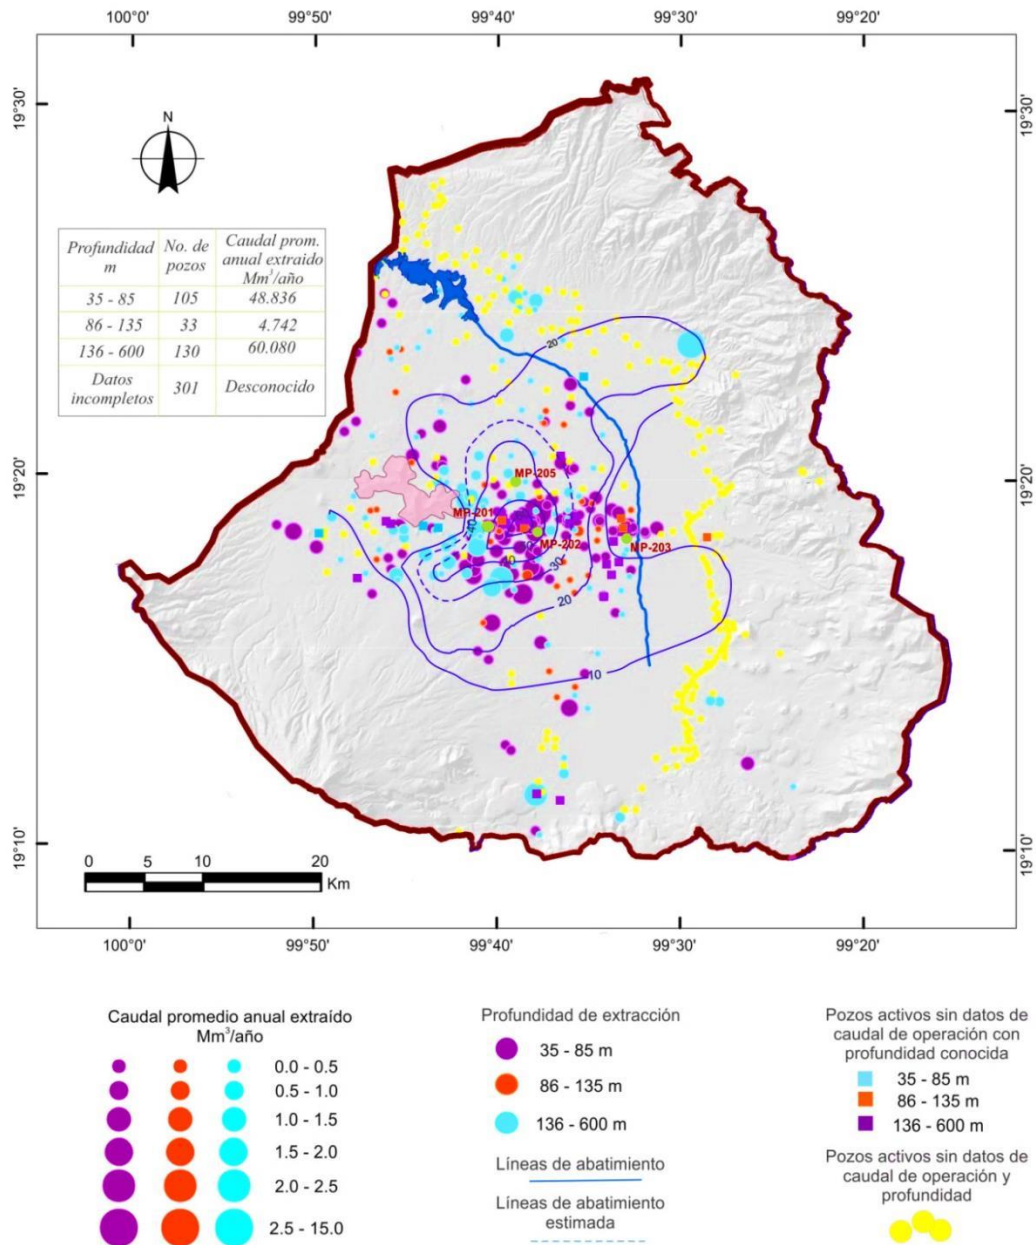 100°0'
99°50'
99°40'
99°30'
99°20'
19°30'
19°30'
N
Profundidad m
No. de pozos
Caudal prom. anual extraido Mm³/año
35 - 85
105
48.836
86 - 135
33
4.742
136 - 600
130
60.080
Datos incompletos
301
Desconocido
20
19°20'
19°20'
MP-205
MP-201
40
MP-202
MP-203
30
20
10
19°10'
19°10'
0
5
10
20
Km
100°0'
99°50'
99°40'
99°30'
99°20'
Caudal promedio anual extraído
Mm³/año
0.0 - 0.5
0.5 - 1.0
1.0 - 1.5
1.5 - 2.0
2.0 - 2.5
2.5 - 15.0
Profundidad de extracción
35 - 85 m
86 - 135 m
136 - 600 m
Líneas de abatimiento
Líneas de abatimiento
estimada
Pozos activos sin datos de
caudal de operación con
profundidad conocida
35 - 85 m
86 - 135 m
136 - 600 m
Pozos activos sin datos de
caudal de operación y
profundidad